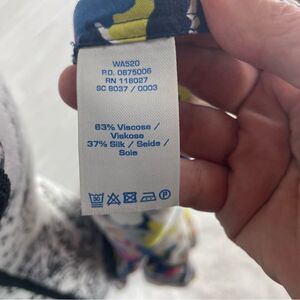 WA520
P.O. 0875006
RN 118027
SC 8037 / 0003
63% Viscose /
Viskose
37% Silk / Seide /
Soie